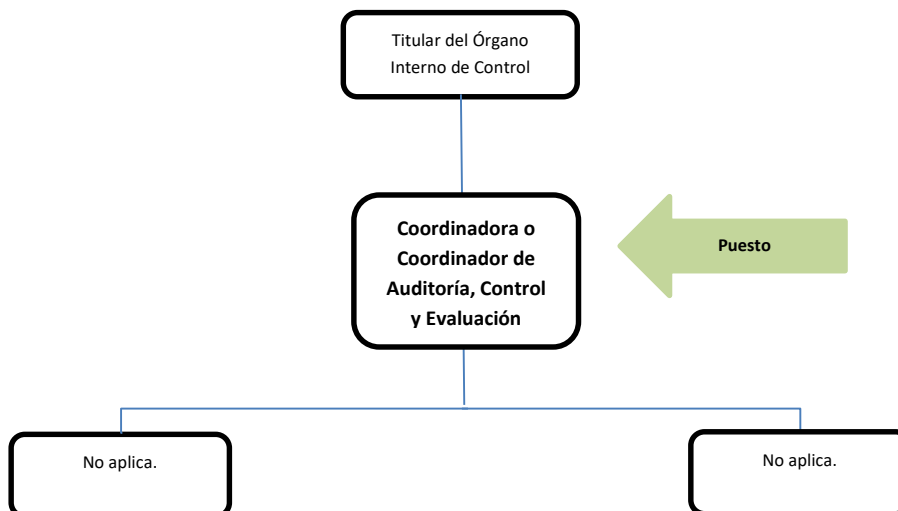 Titular del Órgano
Interno de Control
Coordinadora o
Coordinador de
Auditoría, Control
y Evaluación
Puesto
No aplica.
No aplica.